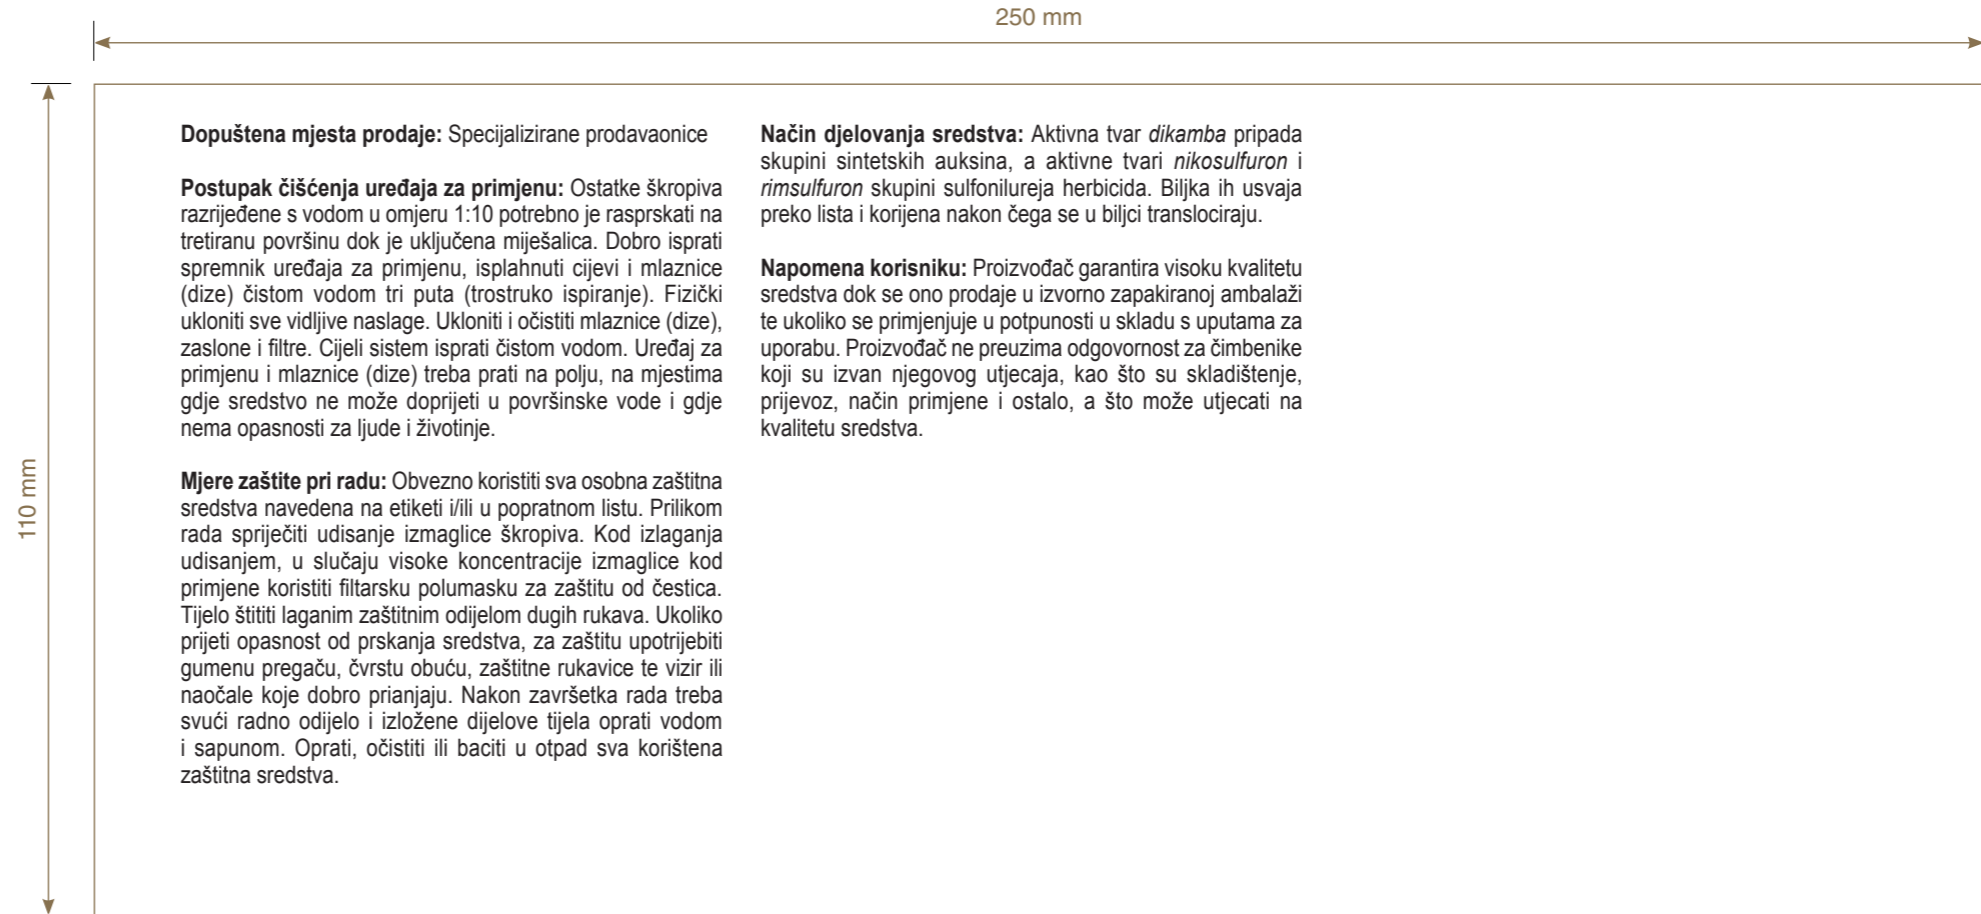 250 mm
110 mm
Dopuštena mjesta prodaje: Specijalizirane prodavaonice
Postupak čišćenja uređaja za primjenu: Ostatke škropiva
razrijeđene s vodom u omjeru 1:10 potrebno je rasprskati na
tretiranu površinu dok je uključena miješalica. Dobro isprati
spremnik uređaja za primjenu, isplahnuti cijevi i mlaznice
(dize) čistom vodom tri puta (trostruko ispiranje). Fizički
ukloniti sve vidljive naslage. Ukloniti i očistiti mlaznice (dize),
zaslone i filtre. Cijeli sistem isprati čistom vodom. Uređaj za
primjenu i mlaznice (dize) treba prati na polju, na mjestima
gdje sredstvo ne može doprijeti u površinske vode i gdje
nema opasnosti za ljude i životinje.
Mjere zaštite pri radu: Obvezno koristiti sva osobna zaštitna
sredstva navedena na etiketi i/ili u popratnom listu. Prilikom
rada spriječiti udisanje izmaglice škropiva. Kod izlaganja
udisanjem, u slučaju visoke koncentracije izmaglice kod
primjene koristiti filtarsku polumasku za zaštitu od čestica.
Tijelo štititi laganim zaštitnim odijelom dugih rukava. Ukoliko
prijeti opasnost od prskanja sredstva, za zaštitu upotrijebiti
gumenu pregaču, čvrstu obuću, zaštitne rukavice te vizir ili
naočale koje dobro prianjaju. Nakon završetka rada treba
svući radno odijelo i izložene dijelove tijela oprati vodom
i sapunom. Oprati, očistiti ili baciti u otpad sva korištena
zaštitna sredstva.
Način djelovanja sredstva: Aktivna tvar dikamba pripada
skupini sintetskih auksina, a aktivne tvari nikosulfuron i
rimsulfuron skupini sulfonilureja herbicida. Biljka ih usvaja
preko lista i korijena nakon čega se u biljci translociraju.
Napomena korisniku: Proizvođač garantira visoku kvalitetu
sredstva dok se ono prodaje u izvorno zapakiranoj ambalaži
te ukoliko se primjenjuje u potpunosti u skladu s uputama za
uporabu. Proizvođač ne preuzima odgovornost za čimbenike
koji su izvan njegovog utjecaja, kao što su skladištenje,
prijevoz, način primjene i ostalo, a što može utjecati na
kvalitetu sredstva.